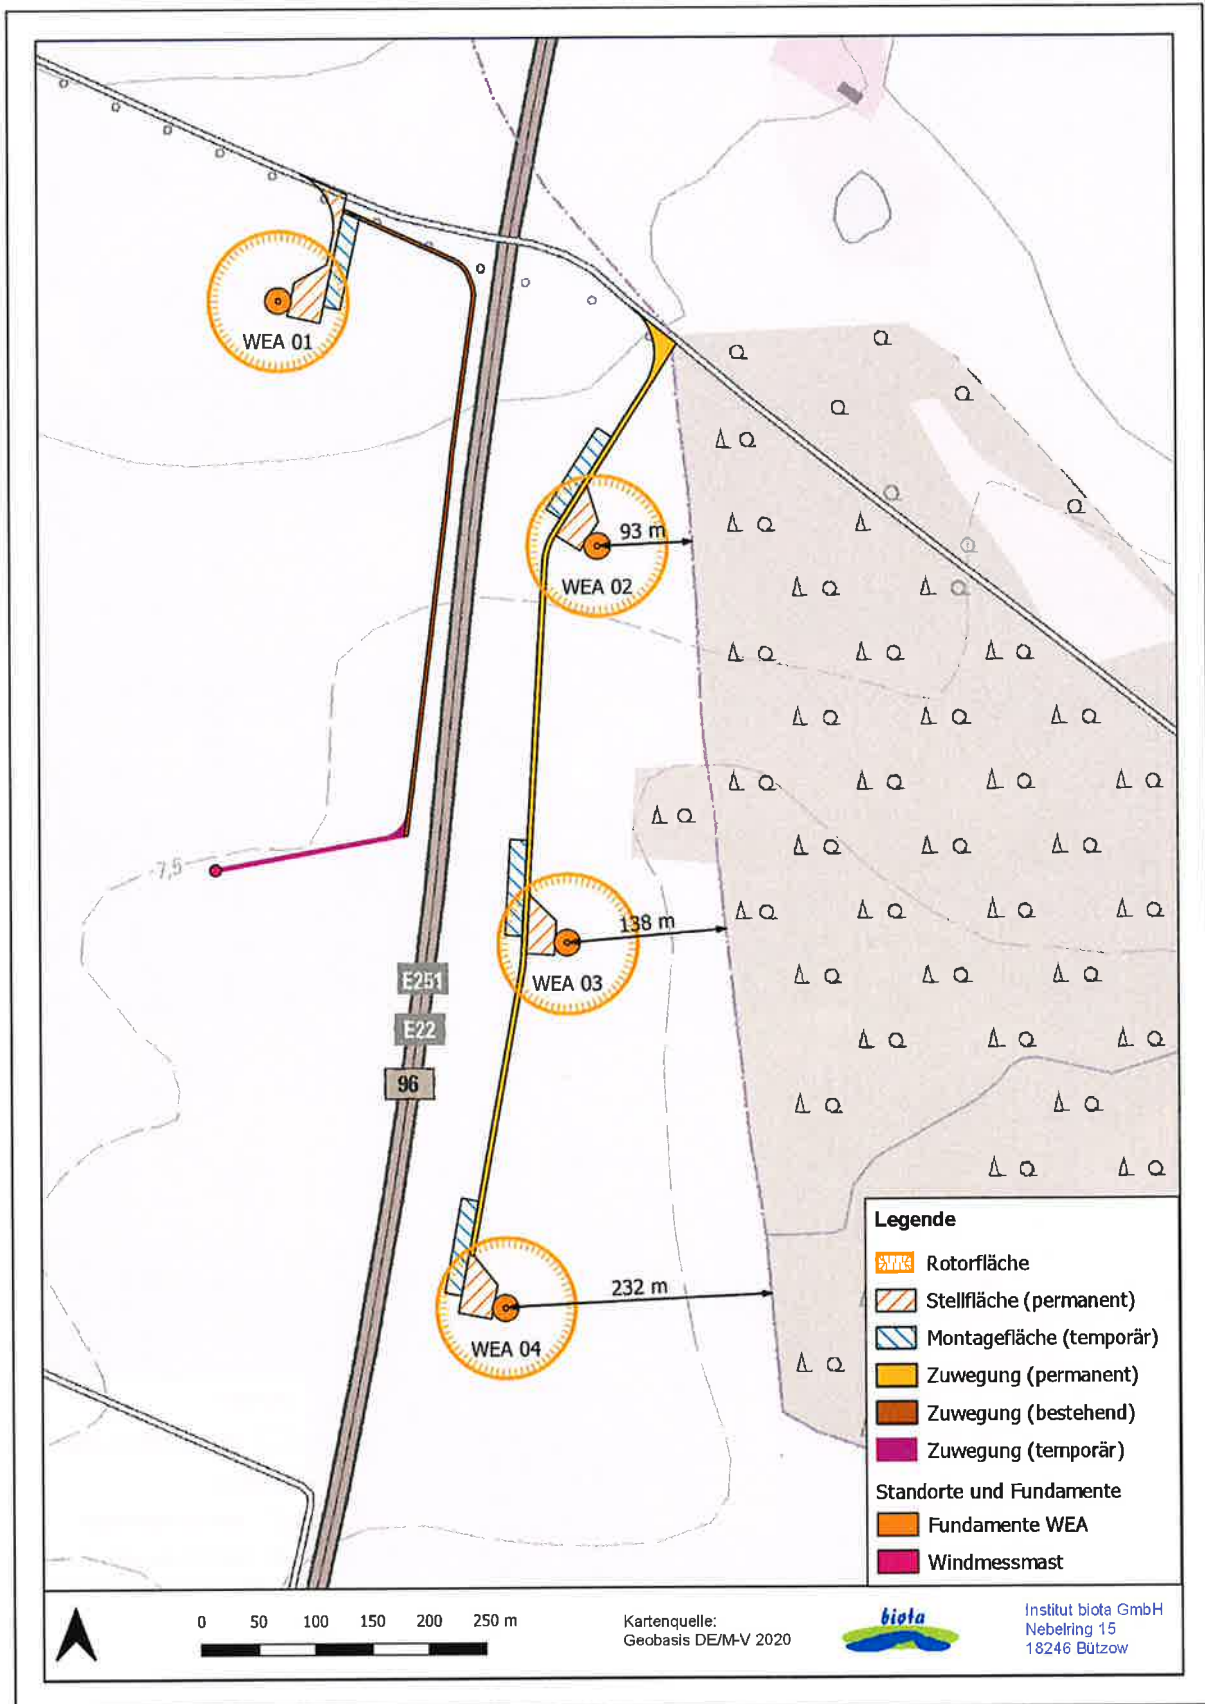 WEA 01
93 m
WEA 02
-7,5
138 m
WEA 03
E251
E22
96
232 m
WEA 04
Legende
Rotorfläche
Stellfläche (permanent)
Montagefläche (temporär)
Zuwegung (permanent)
Zuwegung (bestehend)
Zuwegung (temporär)
Standorte und Fundamente
Fundamente WEA
Windmessmast
0 50 100 150 200 250 m
Kartenquelle:
Geobasis DE/M-V 2020
biota
Institut biota GmbH
Nebelring 15
18246 Bützow